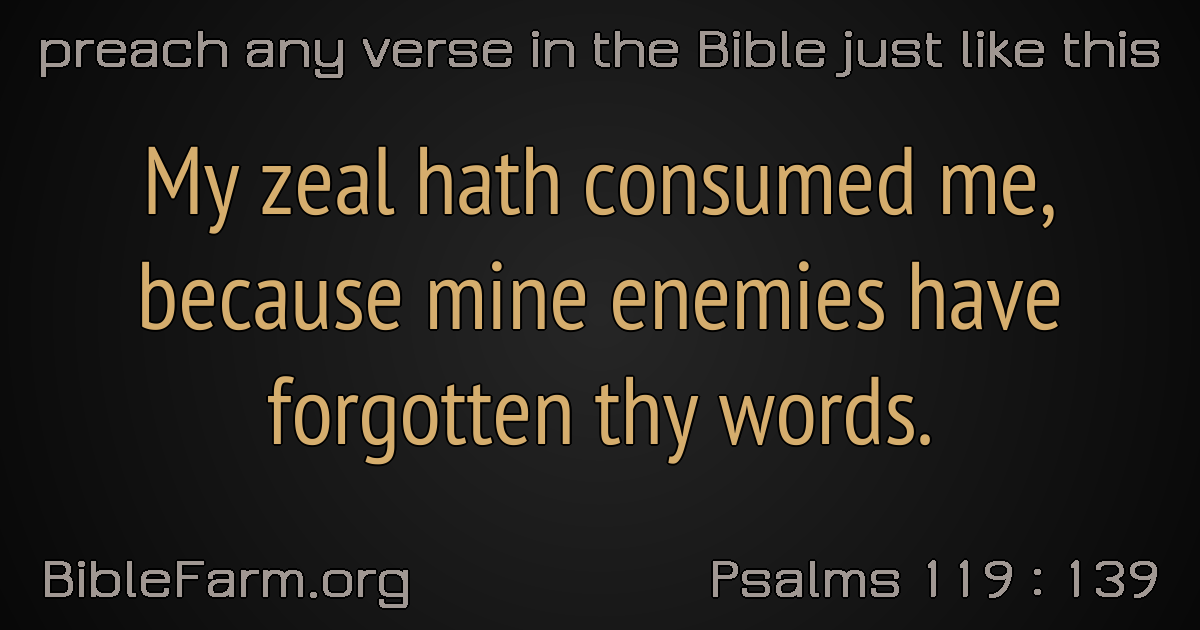 preach any verse in the Bible just like this
My zeal hath consumed me,
because mine enemies have
forgotten thy words.
BibleFarm.org
Psalms 119 : 139